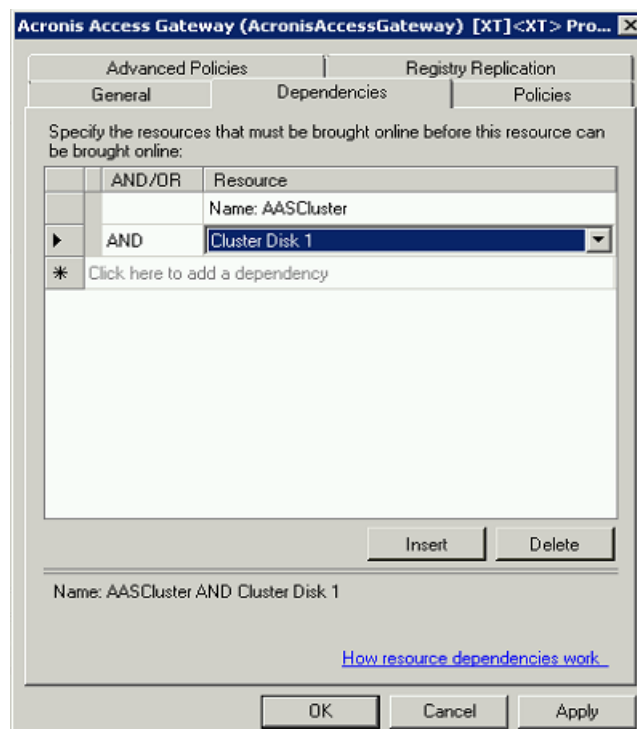 Acronis Access Gateway (AcronisAccessGateway) [XT]<XT> Pro...
Advanced Policies Registry Replication
General Dependencies Policies
Specify the resources that must be brought online before this resource can
be brought online:
AND/OR Resource
Name: AASCluster
AND Cluster Disk 1
Click here to add a dependency
Insert Delete
Name: AASCluster AND Cluster Disk 1
How resource dependencies work
OK Cancel Apply